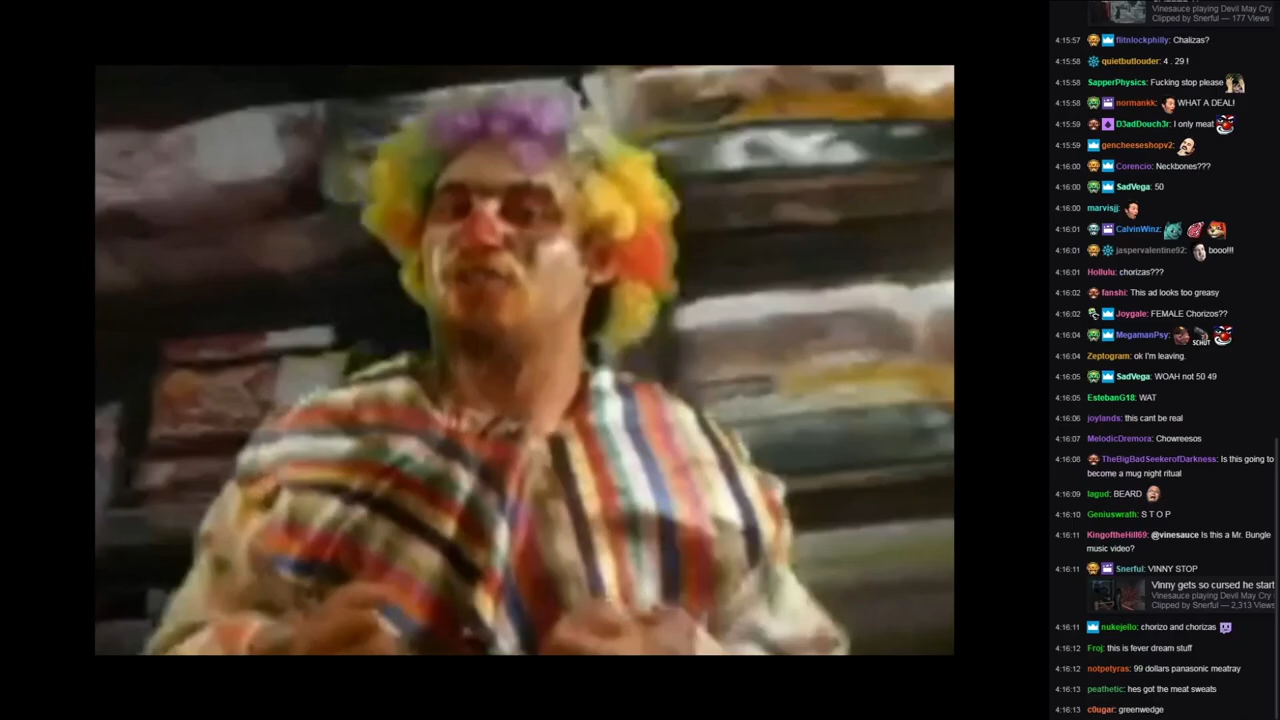 Vinesauce playing Devil May Cry
Clipped by Snerful — 177 Views
4:15:57 flitnlockphilly: Chalizas?
4:15:58 quietbutlouder: 4 . 29 !
4:15:58 SapperPhysics: Fucking stop please
4:15:58 normankk: WHAT A DEAL!
4:15:59 D3adDouch3r: I only meat
4:15:59 gencheeseshopv2:
4:16:00 Corencio: Neckbones???
4:16:00 SadVega: 50
4:16:00 marvisjj:
4:16:01 CalvinWinz:
4:16:01 jaspervalentine92: booo!!!
4:16:01 Hollulu: chorizas???
4:16:02 fanshi: This ad looks too greasy
4:16:02 Joygale: FEMALE Chorizos??
4:16:04 MegamanPsy: SCHUT
4:16:04 Zeptogram: ok I'm leaving.
4:16:05 SadVega: WOAH not 50 49
4:16:05 EstebanG18: WAT
4:16:06 joylands: this cant be real
4:16:07 MelodicDremora: Chowreesos
4:16:08 TheBigBadSeekerofDarkness: Is this going to
become a mug night ritual
4:16:09 lagud: BEARD
4:16:10 Geniuswrath: S T O P
4:16:11 KingoftheHill69: @vinesauce Is this a Mr. Bungle
music video?
4:16:11 Snerful: VINNY STOP
Vinny gets so cursed he start
Vinesauce playing Devil May Cry
Clipped by Snerful — 2,313 Views
4:16:11 nukejello: chorizo and chorizas
4:16:12 Froj: this is fever dream stuff
4:16:12 notpetyras: 99 dollars panasonic meatray
4:16:13 peathetic: hes got the meat sweats
4:16:13 c0ugar: greenwedge